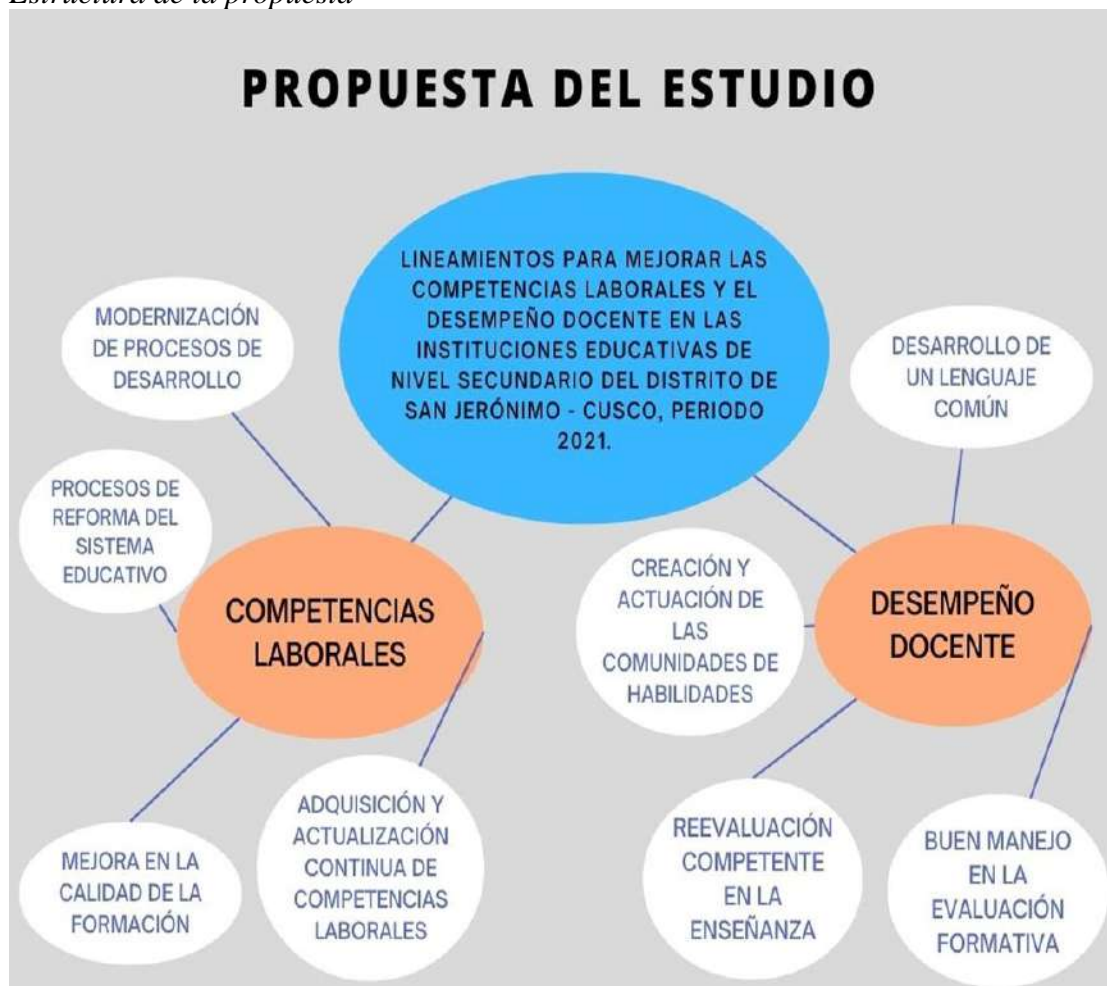 Estructura de la propuesta
PROPUESTA DEL ESTUDIO
LINEAMIENTOS PARA MEJORAR LAS
COMPETENCIAS LABORALES Y EL
DESEMPEÑO DOCENTE EN LAS
INSTITUCIONES EDUCATIVAS DE
NIVEL SECUNDARIO DEL DISTRITO DE
SAN JERÓNIMO - CUSCO, PERIODO
2021.
MODERNIZACIÓN
DE PROCESOS DE
DESARROLLO
PROCESOS DE
REFORMA DEL
SISTEMA
EDUCATIVO
COMPETENCIAS
LABORALES
MEJORA EN LA
CALIDAD DE LA
FORMACIÓN
ADQUISICIÓN Y
ACTUALIZACIÓN
CONTINUA DE
COMPETENCIAS
LABORALES
DESARROLLO DE
UN LENGUAJE
COMÚN
CREACIÓN Y
ACTUACIÓN DE
LAS
COMUNIDADES DE
HABILIDADES
DESEMPEÑO
DOCENTE
REEVALUACIÓN
COMPETENTE
EN LA
ENSEÑANZA
BUEN MANEJO
EN LA
EVALUACIÓN
FORMATIVA